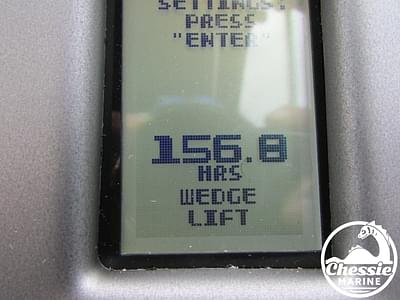 SETTINGS,
PRESS
"ENTER"
156.8
HRS
WEDGE
LIFT
Chessie
MARINE